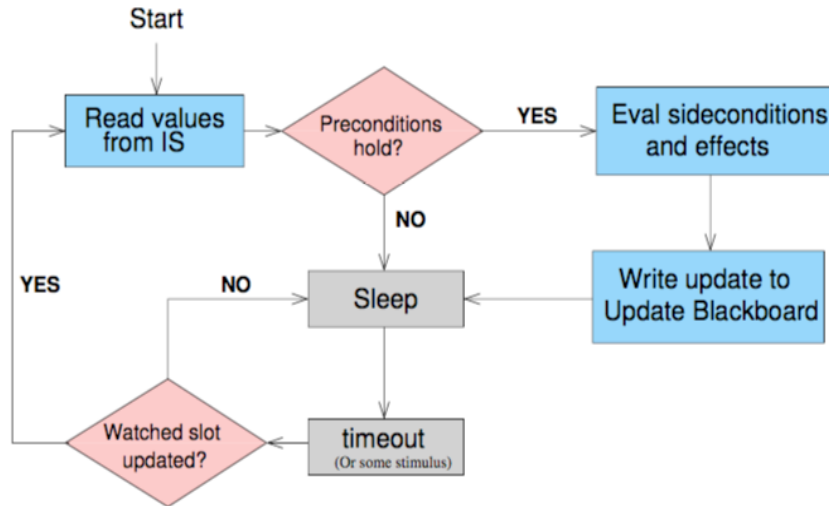 Start
Read values
from IS
Preconditions
hold?
YES
Eval sideconditions
and effects
NO
YES
NO
Sleep
Write update to
Update Blackboard
Watched slot
updated?
timeout
(Or some stimulus)